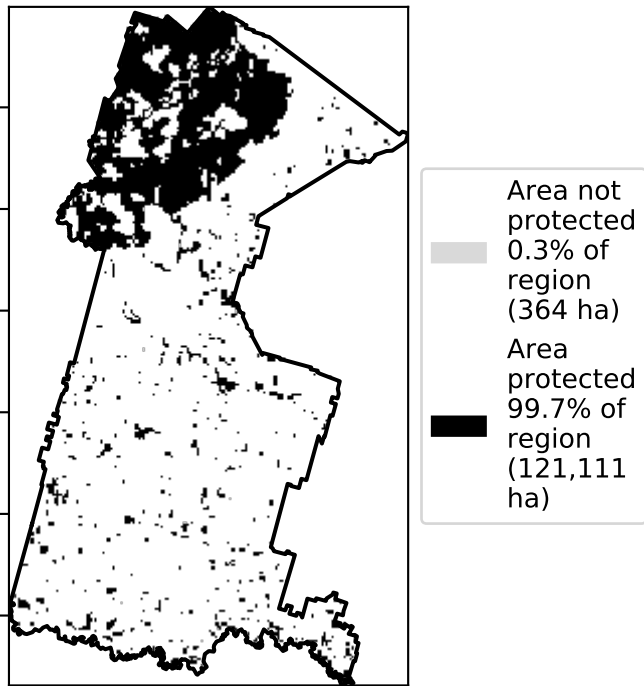 Area not
protected
0.3% of
region
(364 ha)
Area
protected
99.7% of
region
(121,111
ha)